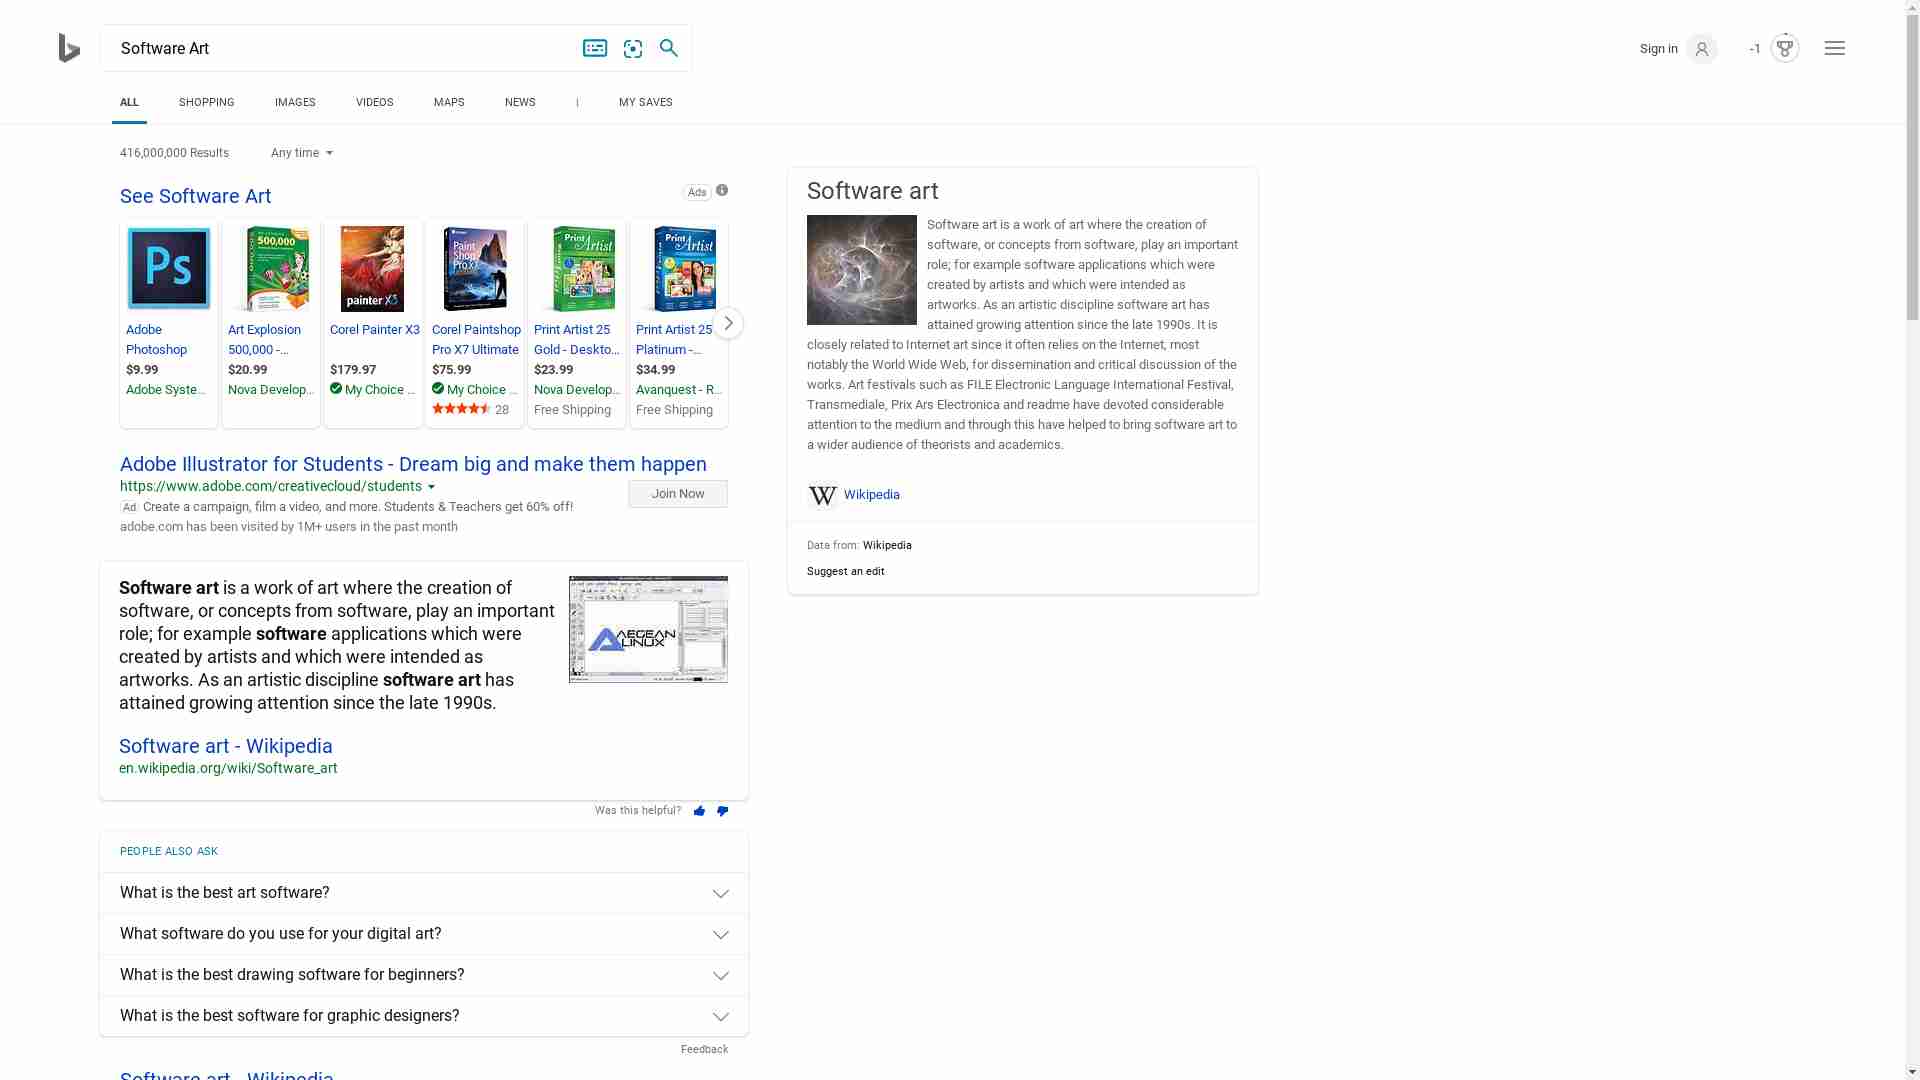 Software Art
Sign in
-1
ALL
SHOPPING
IMAGES
VIDEOS
MAPS
NEWS
|
MY SAVES
416,000,000 Results
Any time
See Software Art
Ads
Ps
500,000
painter X3
Paint Shop Pro X7
Print Artist
Print Artist
Adobe Photoshop
$9.99
Adobe Syste...
Art Explosion 500,000 -...
$20.99
Nova Develop...
Corel Painter X3
$179.97
My Choice ...
Corel Paintshop Pro X7 Ultimate
$75.99
My Choice ...
28
Print Artist 25 Gold - Deskto...
$23.99
Nova Develop...
Free Shipping
Print Artist 25 Platinum -...
$34.99
Avanquest - R...
Free Shipping
Adobe Illustrator for Students - Dream big and make them happen
https://www.adobe.com/creativecloud/students
Join Now
Ad Create a campaign, film a video, and more. Students & Teachers get 60% off!
adobe.com has been visited by 1M+ users in the past month
Software art is a work of art where the creation of
software, or concepts from software, play an important
role; for example software applications which were
created by artists and which were intended as
artworks. As an artistic discipline software art has
attained growing attention since the late 1990s.
AEGEAN
LINUX
Software art - Wikipedia
en.wikipedia.org/wiki/Software_art
Was this helpful?
PEOPLE ALSO ASK
What is the best art software?
What software do you use for your digital art?
What is the best drawing software for beginners?
What is the best software for graphic designers?
Feedback
Software art - Wikipedia
Software art
Software art is a work of art where the creation of
software, or concepts from software, play an important
role; for example software applications which were
created by artists and which were intended as
artworks. As an artistic discipline software art has
attained growing attention since the late 1990s. It is
closely related to Internet art since it often relies on the Internet, most
notably the World Wide Web, for dissemination and critical discussion of the
works. Art festivals such as FILE Electronic Language International Festival,
Transmediale, Prix Ars Electronica and readme have devoted considerable
attention to the medium and through this have helped to bring software art to
a wider audience of theorists and academics.
W Wikipedia
Data from: Wikipedia
Suggest an edit